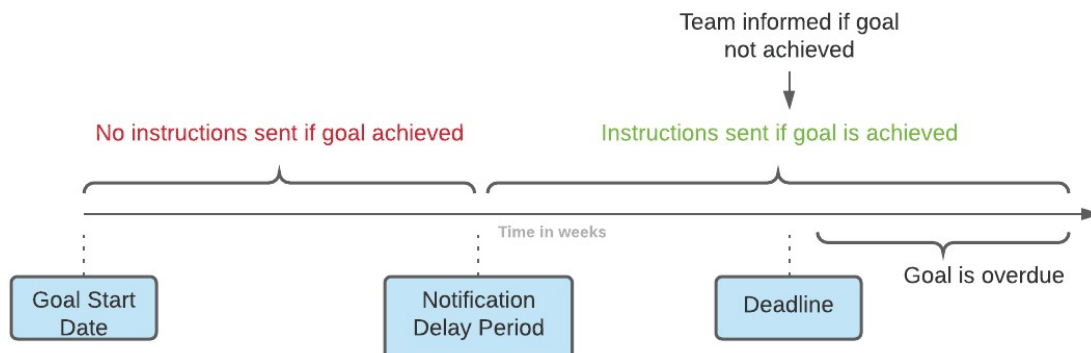 Team informed if goal
not achieved
No instructions sent if goal achieved
Instructions sent if goal is achieved
Time in weeks
Goal is overdue
Goal Start
Date
Notification
Delay Period
Deadline